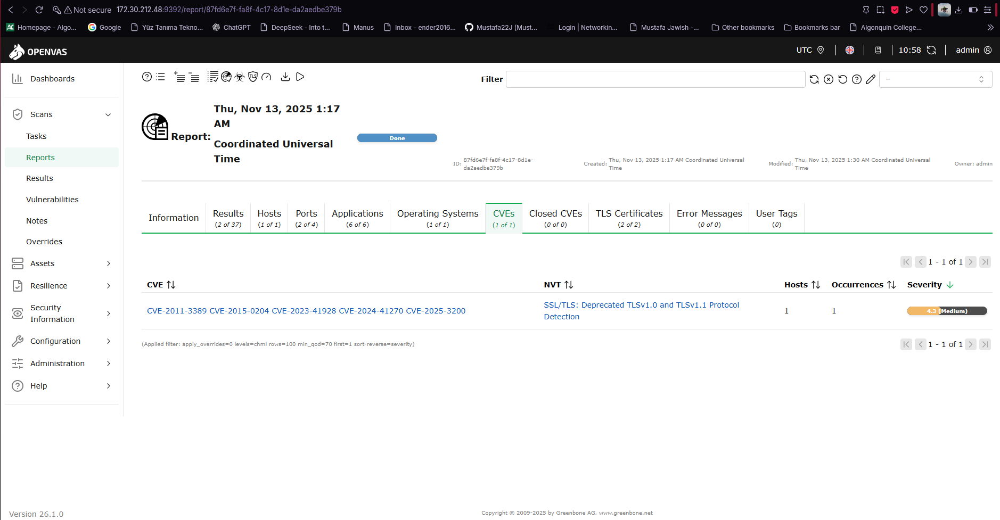 Not secure 172.30.212.48:9392/report/87fd6e7f-fa8f-4c17-8d1e-da2aedbe379b
Homepage - Algo... Google Yüz Tanıma Tekno... ChatGPT DeepSeek - Into t... Manus Inbox - ender2016... Mustafa22J (Must... Login | Networkin... Mustafa Jawish -... Other bookmarks Bookmarks bar Algonquin College...
OPENVAS UTC 10:58 admin
Dashboards
Scans
Tasks
Reports
Results
Vulnerabilities
Notes
Overrides
Assets
Resilience
Security
Information
Configuration
Administration
Help
Version 26.1.0
TLS
Filter
--
Report:
Thu, Nov 13, 2025 1:17
AM
Coordinated Universal
Time
Done
ID: 87fd6e7f-fa8f-4c17-8d1e-
da2aedbe379b
Created: Thu, Nov 13, 2025 1:17 AM Coordinated Universal
Time
Modified: Thu, Nov 13, 2025 1:30 AM Coordinated Universal
Time
Owner: admin
Information
Results
(2 of 37)
Hosts
(1 of 1)
Ports
(2 of 4)
Applications
(6 of 6)
Operating Systems
(1 of 1)
CVEs
(1 of 1)
Closed CVEs
(0 of 0)
TLS Certificates
(2 of 2)
Error Messages
(0 of 0)
User Tags
(0)
1 - 1 of 1
CVE NVT Hosts Occurrences Severity
CVE-2011-3389 CVE-2015-0204 CVE-2023-41928 CVE-2024-41270 CVE-2025-3200
SSL/TLS: Deprecated TLSv1.0 and TLSv1.1 Protocol
Detection
1 1 4.3 (Medium)
(Applied filter: apply_overrides=0 levels=chml rows=100 min_qod=70 first=1 sort-reverse=severity)
1 - 1 of 1
Copyright © 2009-2025 by Greenbone AG, www.greenbone.net